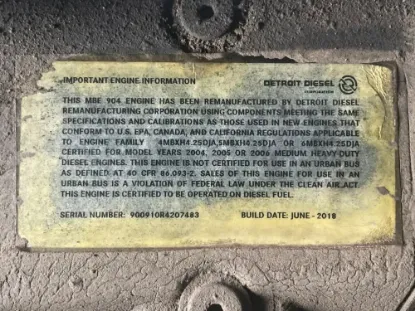 IMPORTANT ENGINE INFORMATION
DETROIT DIESEL
CORPORATION
THIS MBE 904 ENGINE HAS BEEN REMANUFACTURED BY DETROIT DIESEL
REMANUFACTURING CORPORATION USING COMPONENTS MEETING THE SAME
SPECIFICATIONS AND CALIBRATIONS AS THOSE USED IN NEW ENGINES THAT
CONFORM TO U.S. EPA, CANADA, AND CALIFORNIA REGULATIONS APPLICABLE
TO ENGINE FAMILY 4MBXH4.25DJA,5MBXH4.25DJA OR 6MBXH4.25DJA
CERTIFIED FOR MODEL YEARS 2004, 2005 OR 2006 MEDIUM HEAVY-DUTY
DIESEL ENGINES. THIS ENGINE IS NOT CERTIFIED FOR USE IN AN URBAN BUS
AS DEFINED AT 40 CFR 86.093-2. SALES OF THIS ENGINE FOR USE IN AN
URBAN BUS IS A VIOLATION OF FEDERAL LAW UNDER THE CLEAN AIR ACT.
THIS ENGINE IS CERTIFIED TO BE OPERATED ON DIESEL FUEL.
SERIAL NUMBER: 900910R4207483 BUILD DATE: JUNE - 2018